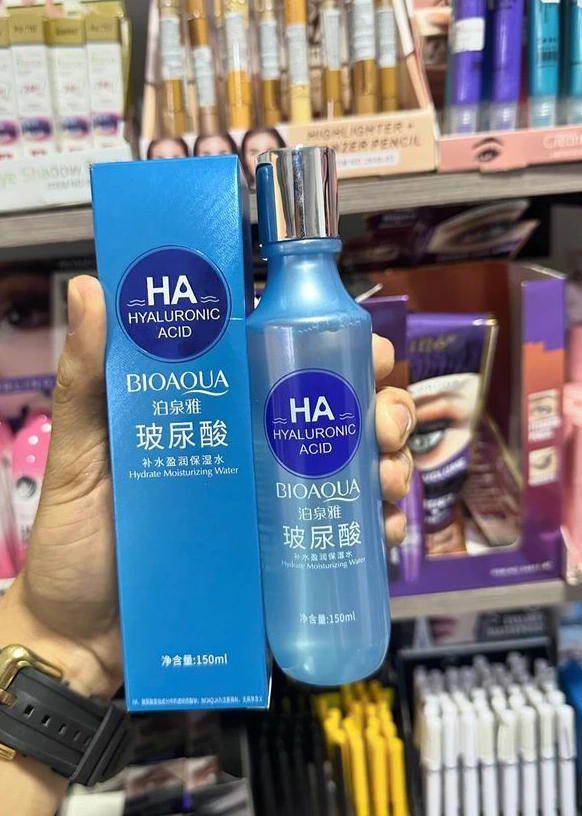 HIGHLIGHTER +
HA
HYALURONIC
ACID
BIOAQUA
泊泉雅
玻尿酸
补水盈润保湿水
Hydrate Moisturizing Water
净含量:150ml
HA
HYALURONIC
ACID
BIOAQUA
泊泉雅
玻尿酸
补水盈润保湿水
Hydrate Moisturizing Water
净含量:150ml